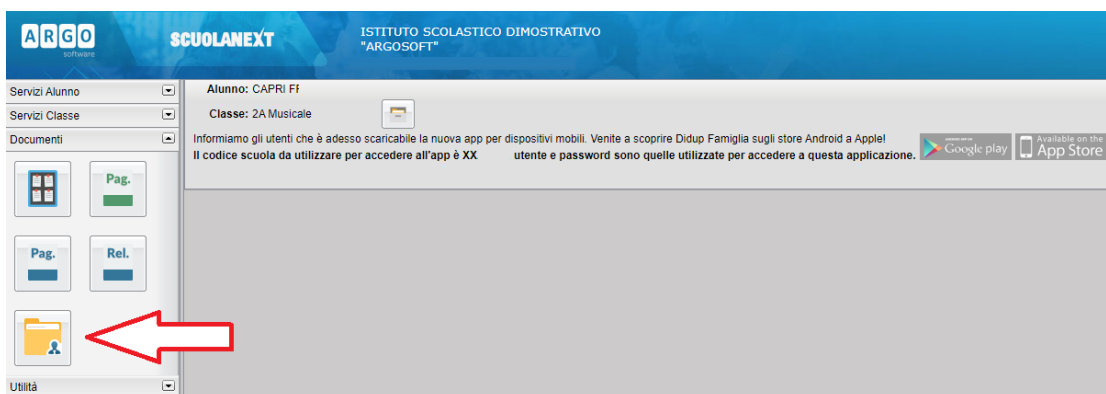 ARGO
software
SCUOLANEXT
ISTITUTO SCOLASTICO DIMOSTRATIVO
"ARGOSOFT"
Servizi Alunno
Servizi Classe
Documenti
Pag.
Pag.
Rel.
Utilità
Alunno: CAPRI FF
Classe: 2A Musicale
Informiamo gli utenti che è adesso scaricabile la nuova app per dispositivi mobili. Venite a scoprire Didup Famiglia sugli store Android a Apple!
Il codice scuola da utilizzare per accedere all'app è XX utente e password sono quelle utilizzate per accedere a questa applicazione.
Google play
Available on the
App Store